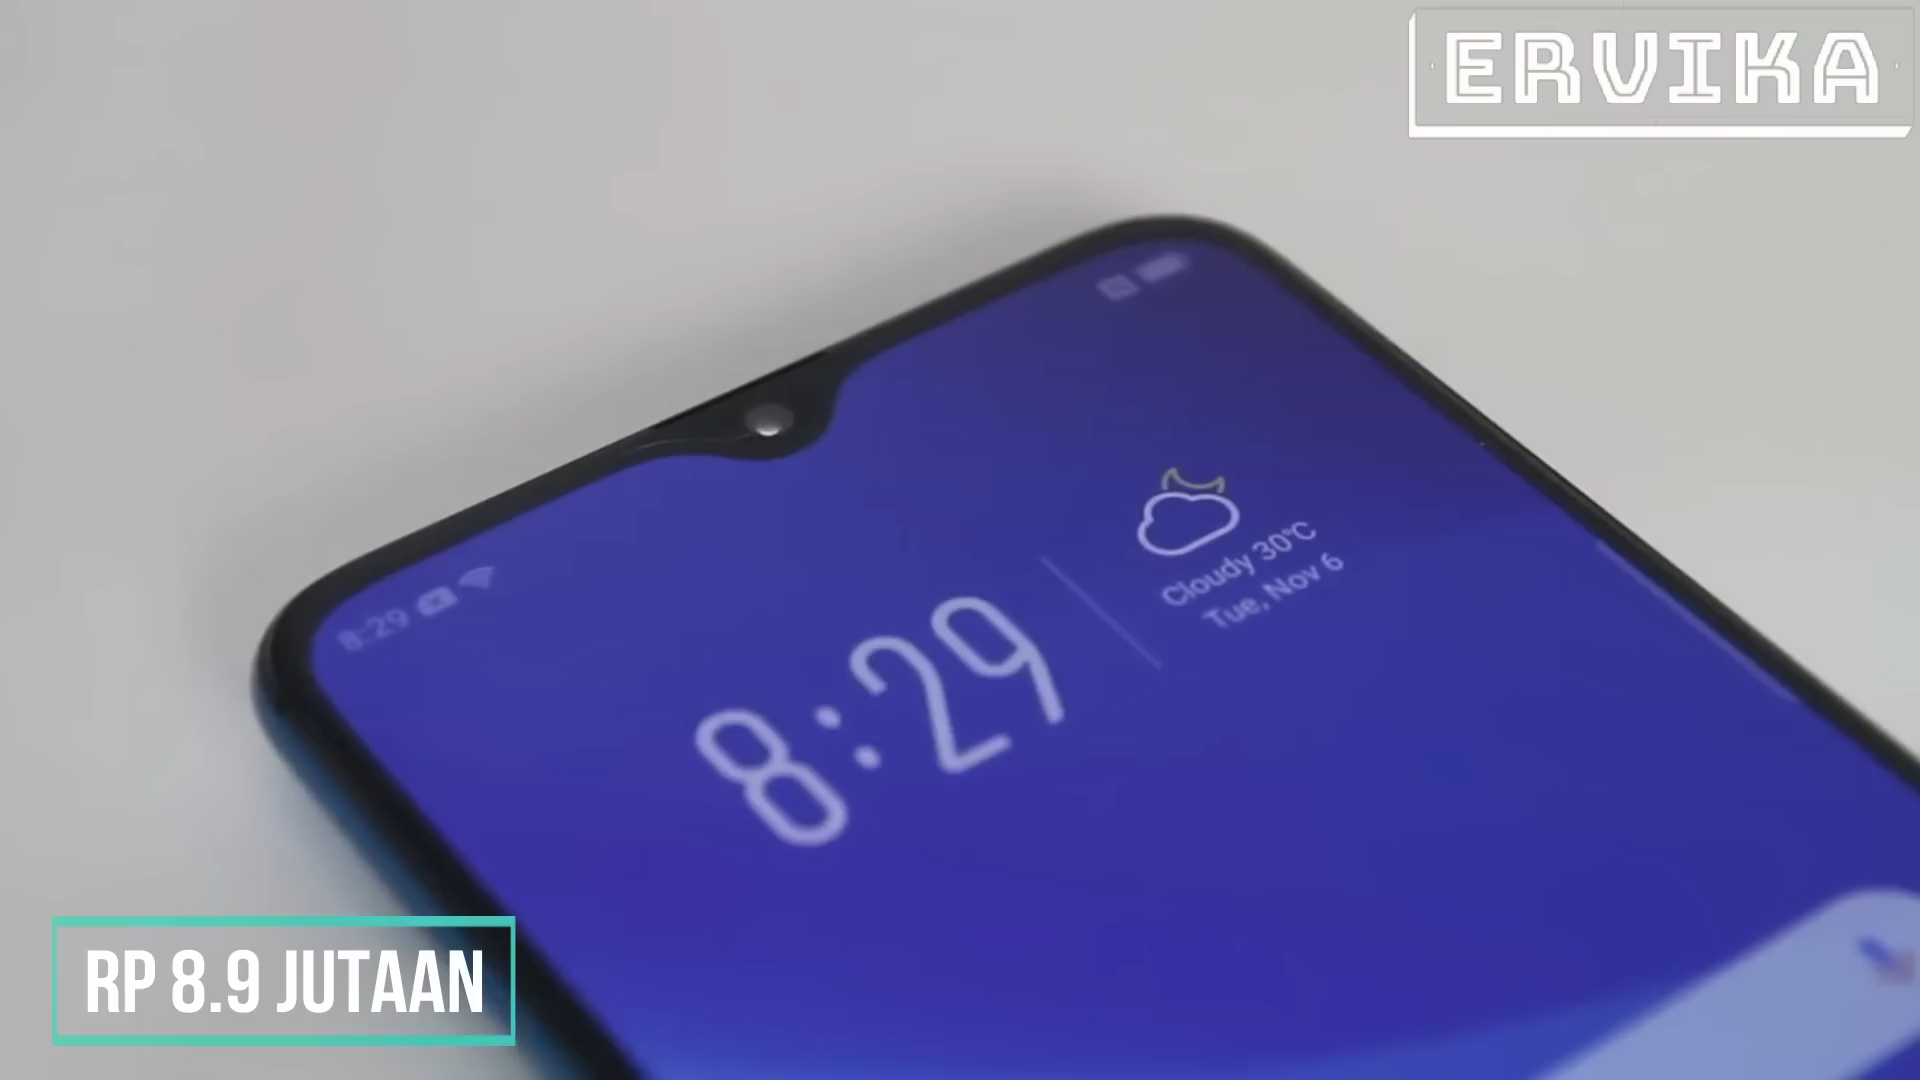 ERVIKA
8:29
8:29
Cloudy 30°C
Tue, Nov 6
RP 8.9 JUTAAN